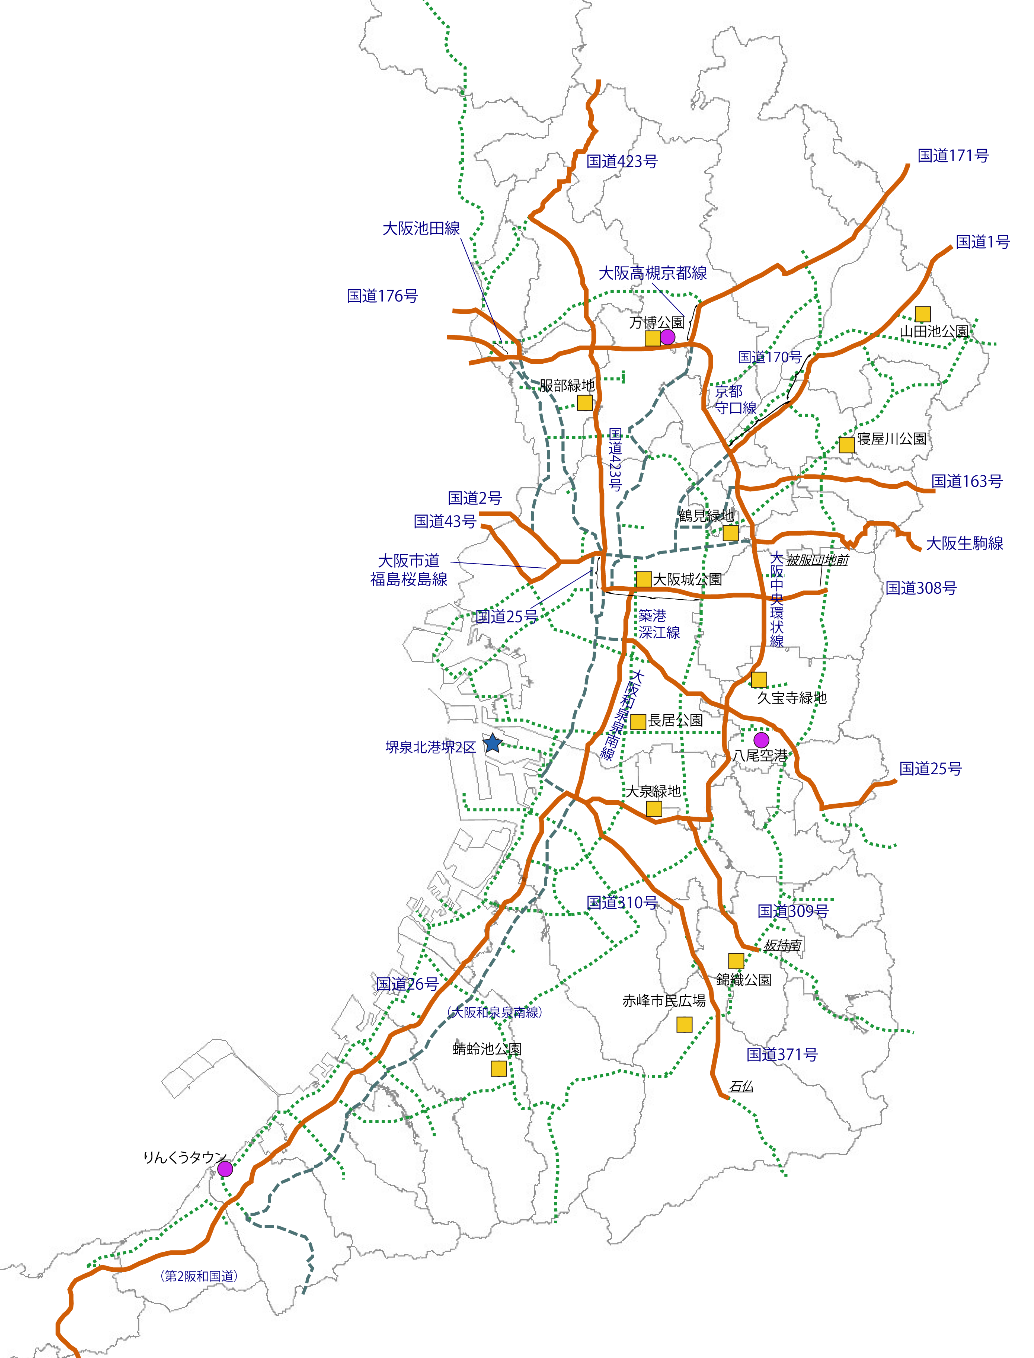 国道423号
国道171号
大阪池田線
国道1号
大阪高槻京都線
国道176号
万博公園
山田池公園
国道170号
服部緑地
京都
守口線
国道423号
寝屋川公園
国道163号
国道2号
国道43号
鶴見緑地
大阪生駒線
大阪市道
福島桜島線
被服団地前
大阪城公園
国道308号
大阪中央環状線
国道25号
築港
深江線
久宝寺緑地
大阪和泉泉南線
長居公園
堺泉北港堺2区
八尾空港
国道25号
大泉緑地
国道310号
国道309号
板持南
錦織公園
国道26号
赤峰市民広場
(大阪和泉泉南線)
蜻蛉池公園
国道371号
石仏
りんくうタウン
(第2阪和国道)